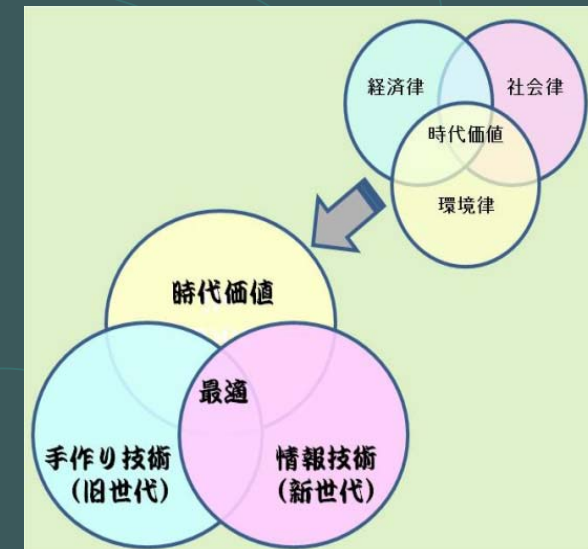 経済律
社会律
時代価値
環境律
時代価値
最適
手作り技術
(旧世代)
情報技術
(新世代)